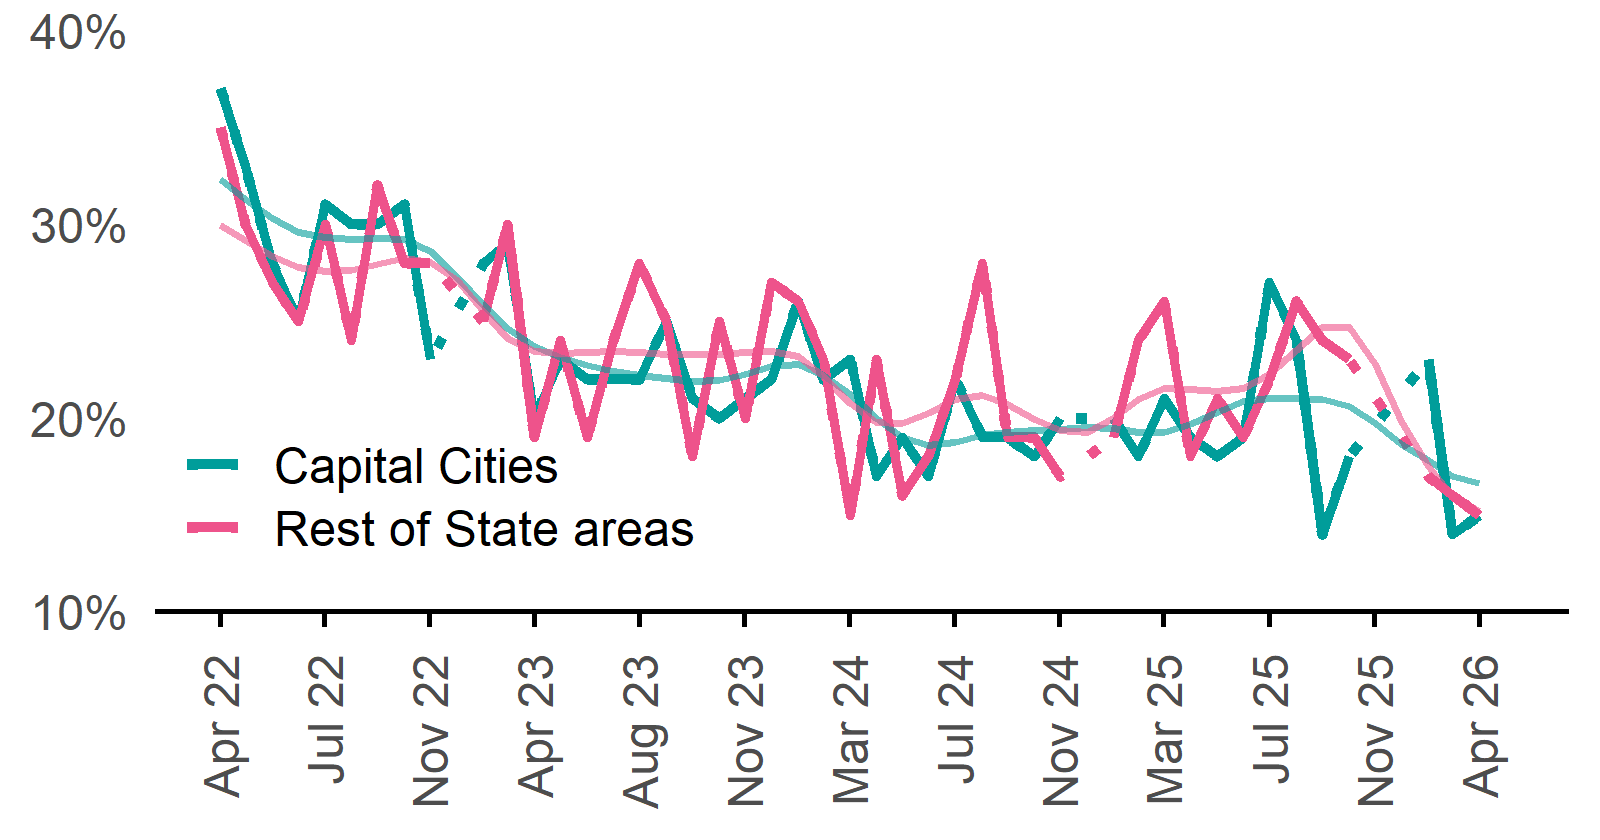 40%
30%
20%
10%
Capital Cities
Rest of State areas
Apr 22
Jul 22
Nov 22
Apr 23
Aug 23
Nov 23
Mar 24
Jul 24
Nov 24
Mar 25
Jul 25
Nov 25
Apr 26